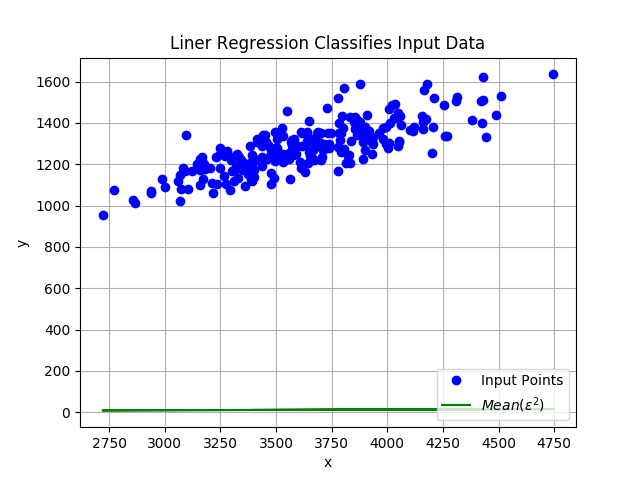 Liner Regression Classifies Input Data
1600
1400
1200
1000
800
600
400
200
0
y
2750 3000 3250 3500 3750 4000 4250 4500 4750
x
Input Points
Mean(ε²)